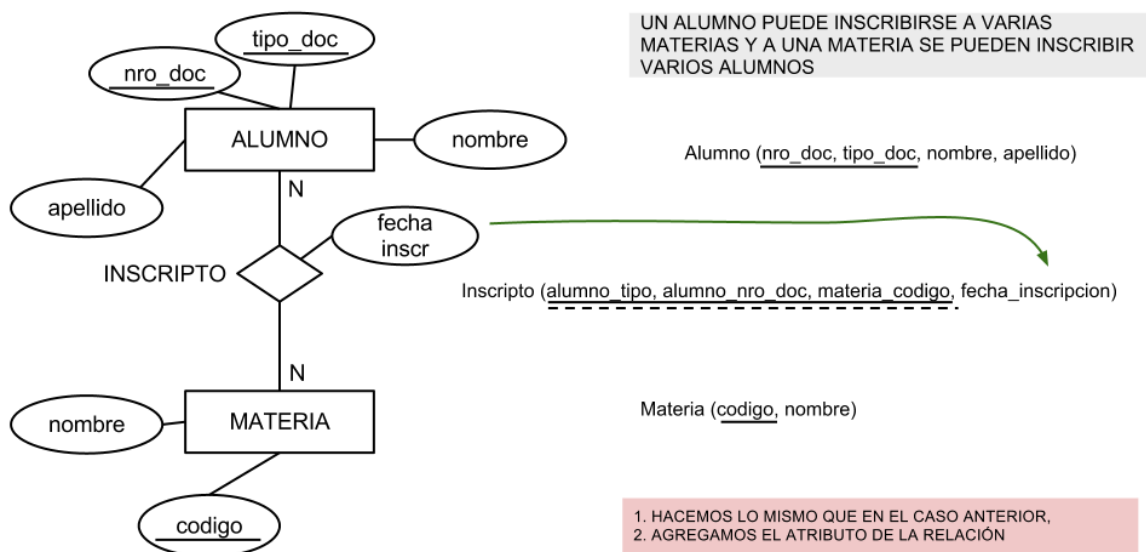 tipo_doc
nro_doc
ALUMNO
nombre
apellido
N
fecha
inscr
INSCRIPTO
N
nombre
MATERIA
codigo
UN ALUMNO PUEDE INSCRIBIRSE A VARIAS
MATERIAS Y A UNA MATERIA SE PUEDEN INSCRIBIR
VARIOS ALUMNOS
Alumno (nro_doc, tipo_doc, nombre, apellido)
Inscripto (alumno_tipo, alumno_nro_doc, materia_codigo, fecha_inscripcion)
Materia (codigo, nombre)
1. HACEMOS LO MISMO QUE EN EL CASO ANTERIOR,
2. AGREGAMOS EL ATRIBUTO DE LA RELACIÓN